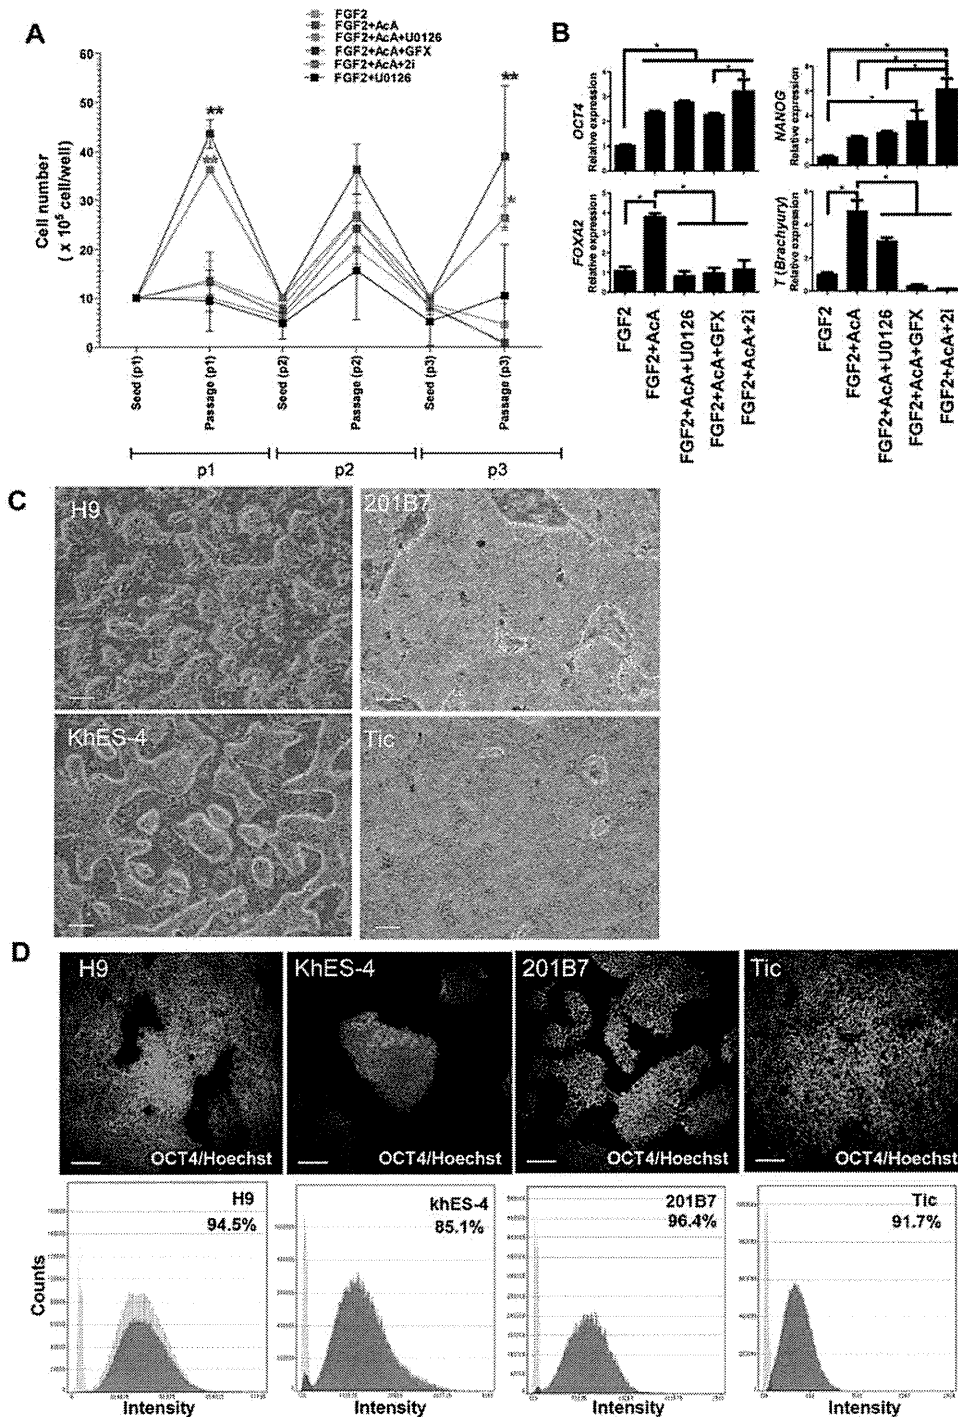 A
FGF2
FGF2+AcA
FGF2+AcA+U0126
FGF2+AcA+GFX
FGF2+AcA+2i
FGF2+U0126
Cell number
( x 10⁵ cell/well)
60
50
40
30
20
10
0
**
**
**
*
Seed (p1)
Passage (p1)
Seed (p2)
Passage (p2)
Seed (p3)
Passage (p3)
p1
p2
p3
B
OCT4
Relative expression
NANOG
Relative expression
FOXA2
Relative expression
T (Brachyury)
Relative expression
FGF2
FGF2+AcA
FGF2+AcA+U0126
FGF2+AcA+GFX
FGF2+AcA+2i
FGF2
FGF2+AcA
FGF2+AcA+U0126
FGF2+AcA+GFX
FGF2+AcA+2i
C
H9
201B7
KhES-4
Tic
D
H9
KhES-4
201B7
Tic
OCT4/Hoechst
OCT4/Hoechst
OCT4/Hoechst
OCT4/Hoechst
H9
94.5%
khES-4
85.1%
201B7
96.4%
Tic
91.7%
Counts
Intensity
Intensity
Intensity
Intensity